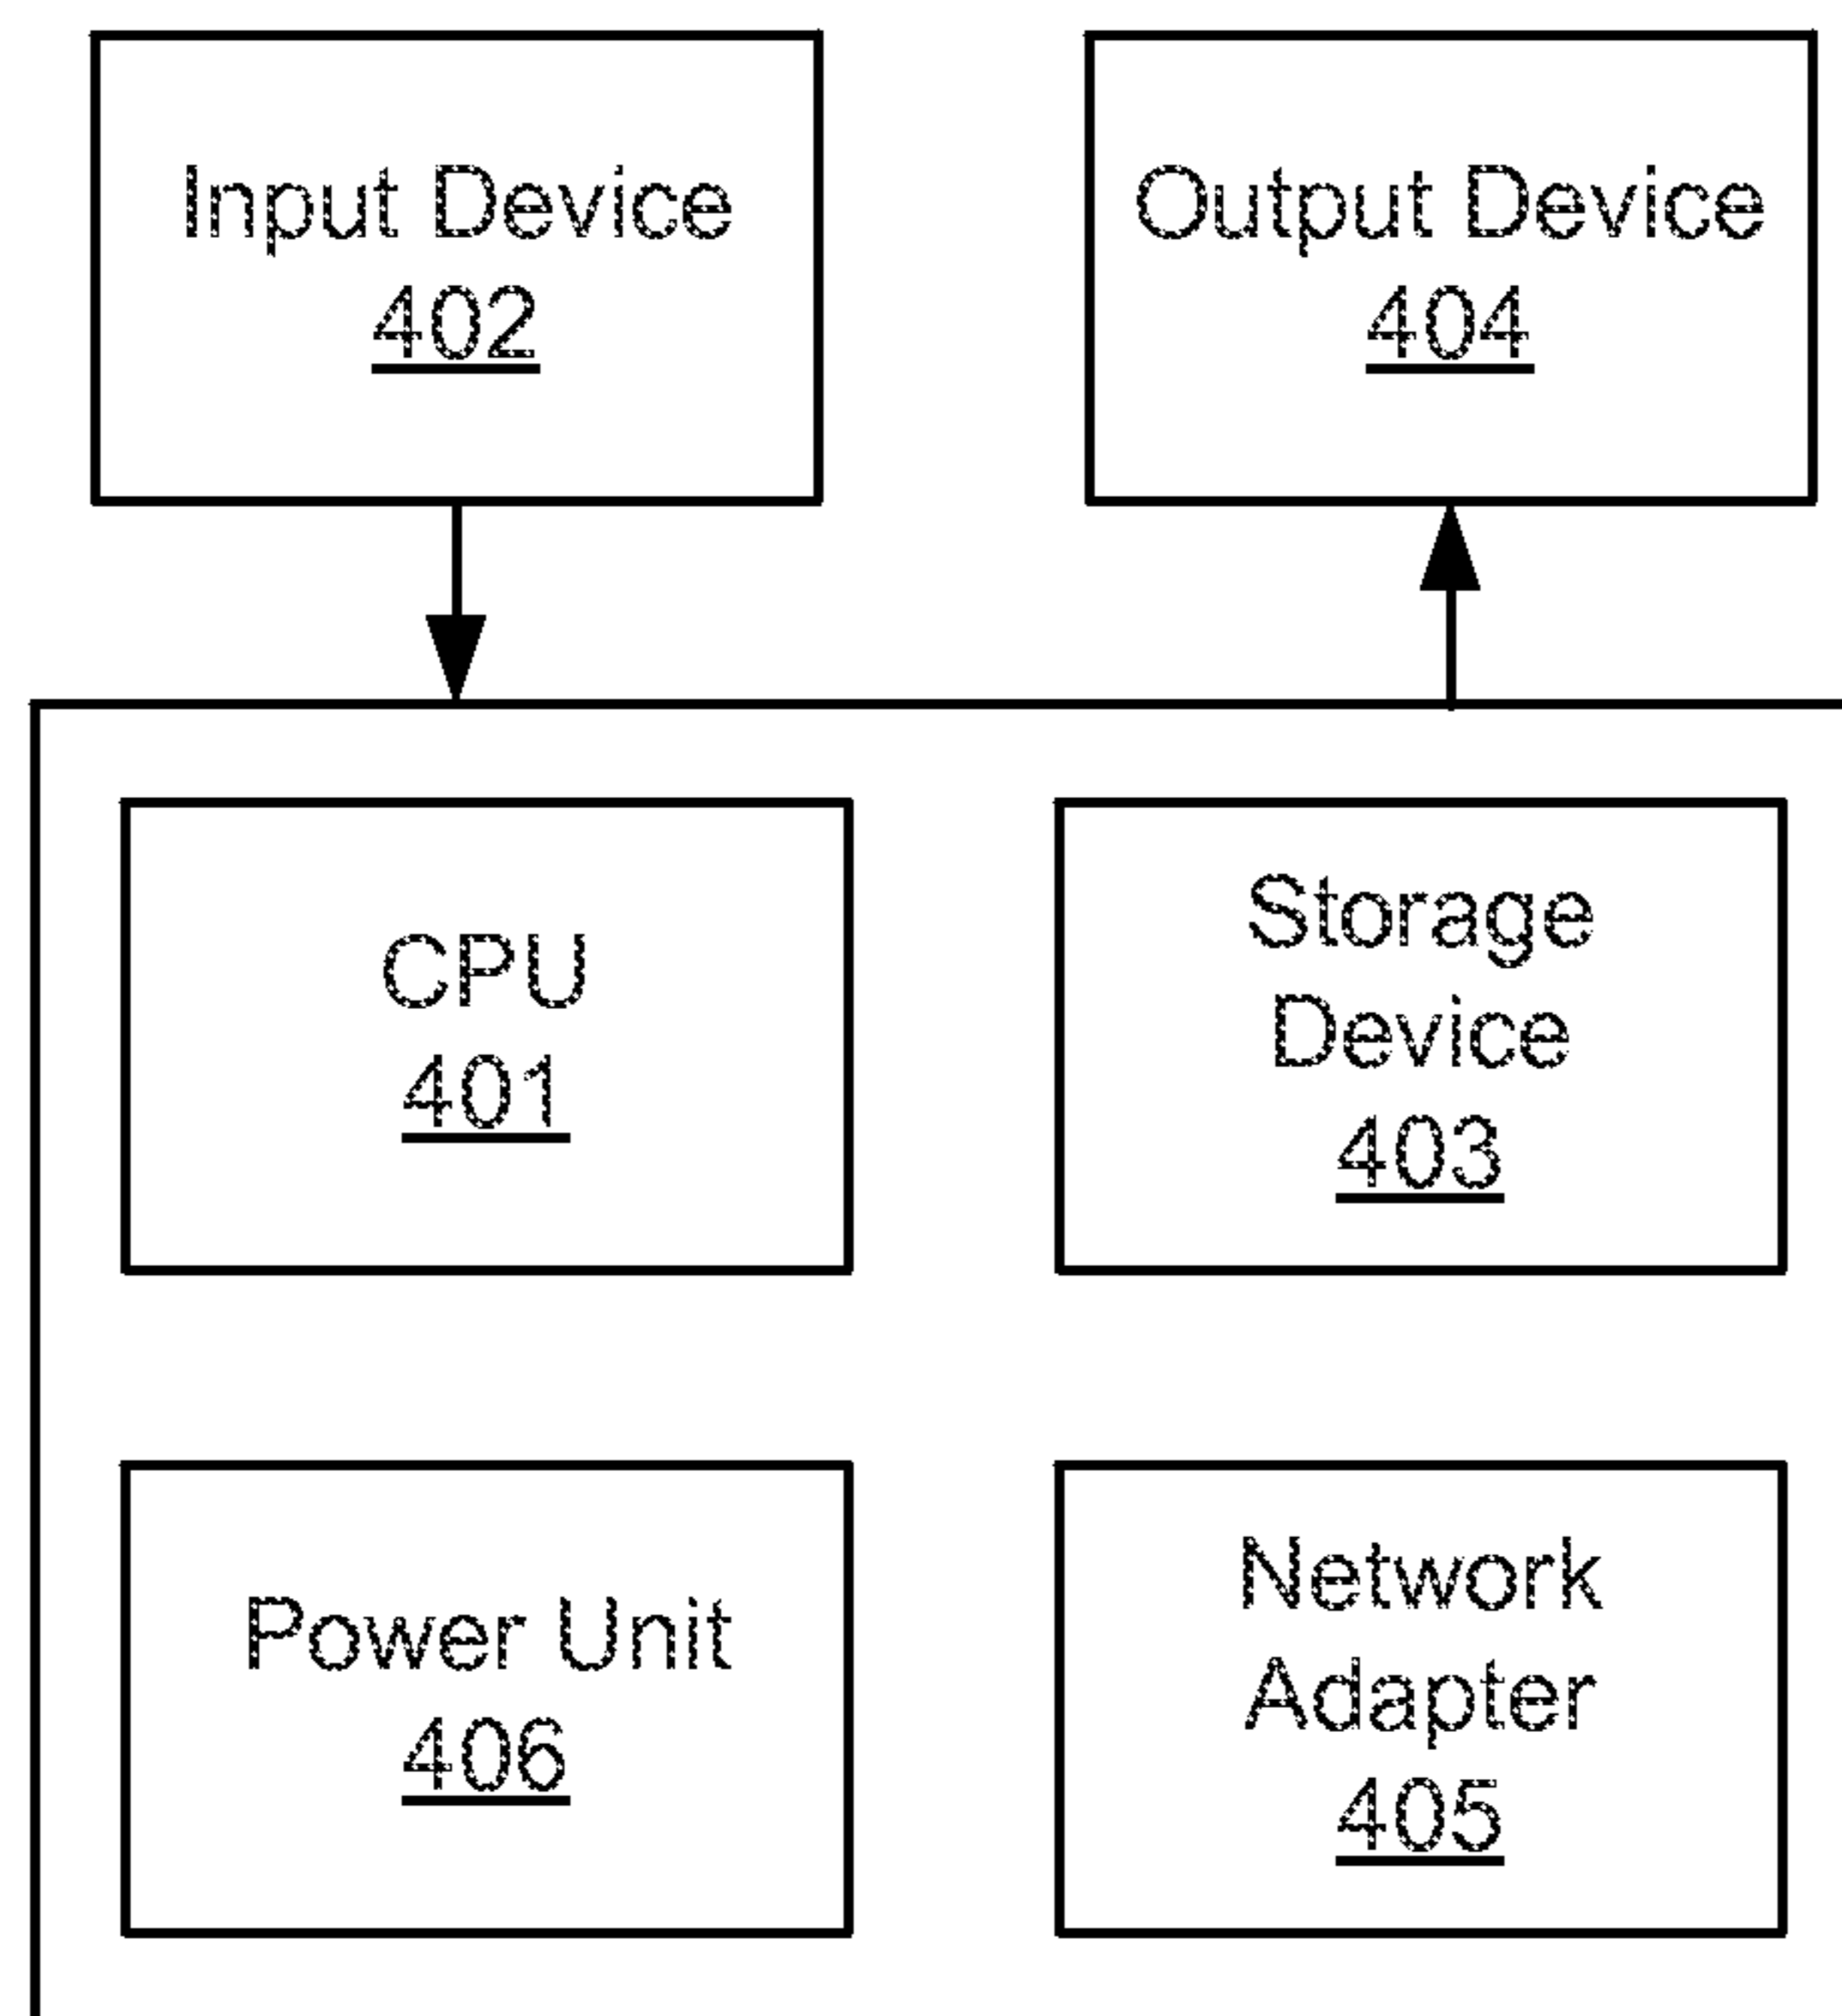 Input Device
402
Output Device
404
CPU
401
Storage
Device
403
Power Unit
406
Network
Adapter
405